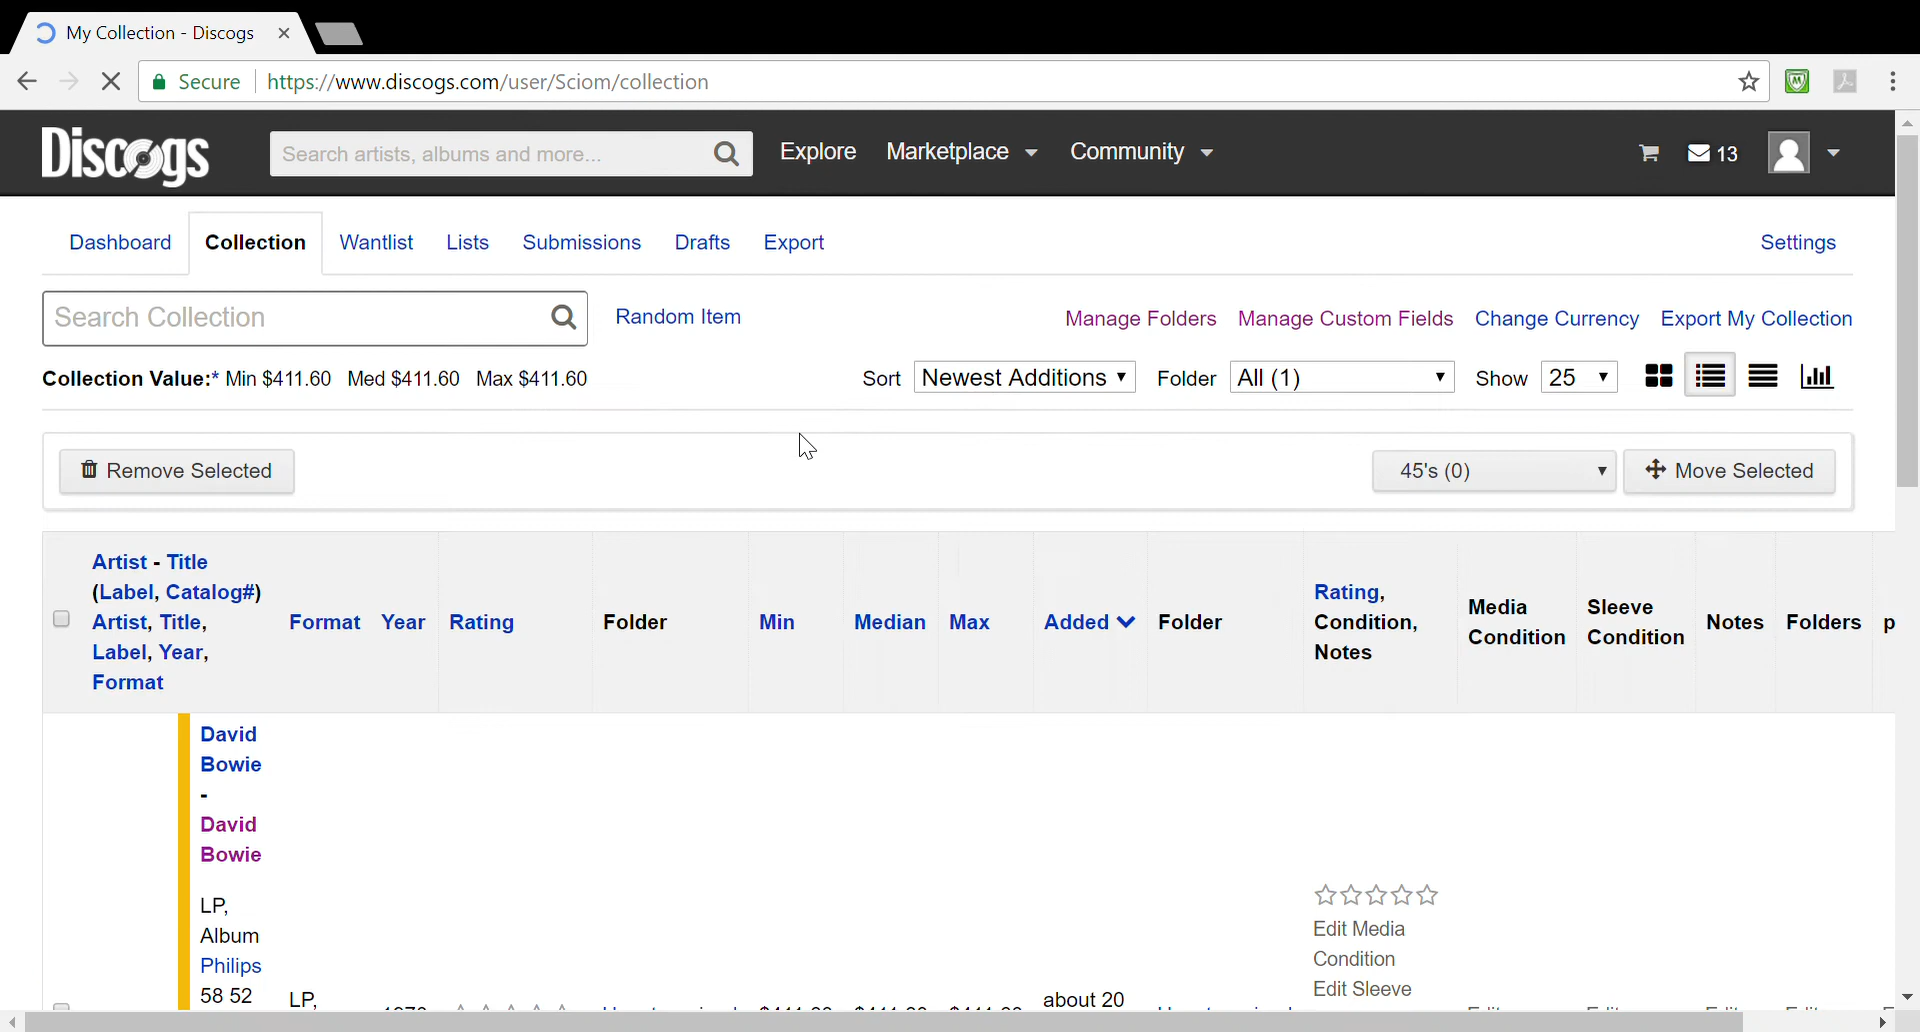 My Collection - Discogs
Secure https://www.discogs.com/user/Sciom/collection
Discogs Search artists, albums and more... Explore Marketplace Community 13
Dashboard Collection Wantlist Lists Submissions Drafts Export Settings
Search Collection Random Item Manage Folders Manage Custom Fields Change Currency Export My Collection
Collection Value:* Min $411.60 Med $411.60 Max $411.60 Sort Newest Additions Folder All (1) Show 25
Remove Selected 45's (0) Move Selected
Artist - Title
(Label, Catalog#)
Artist, Title,
Label, Year,
Format
Format Year Rating Folder Min Median Max Added Folder
Rating,
Condition,
Notes
Media
Condition
Sleeve
Condition
Notes Folders p
David
Bowie
-
David
Bowie
LP,
Album
Philips
58 52
LP,
about 20
Edit Media
Condition
Edit Sleeve